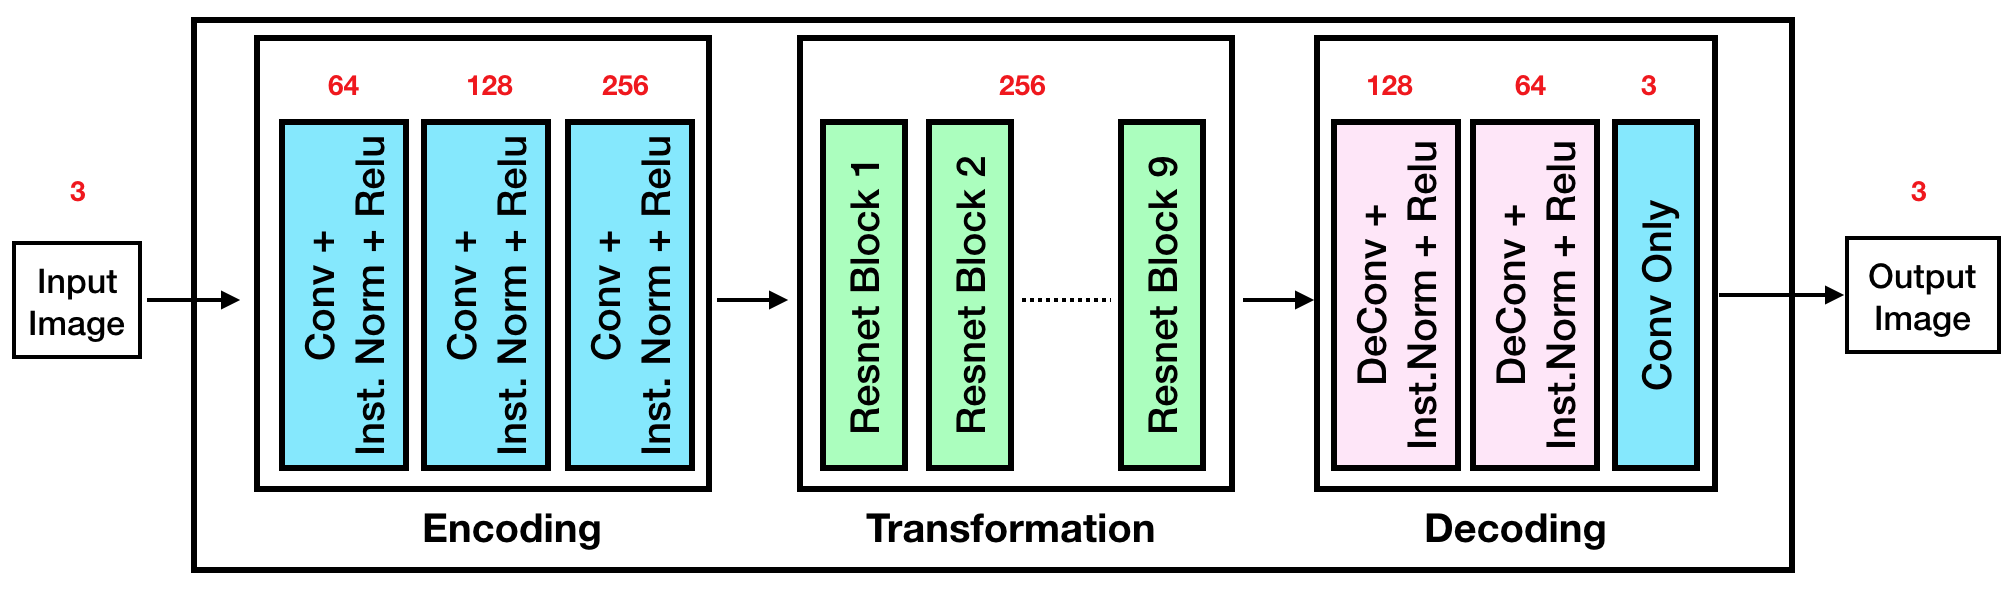 3
Input
Image
64
128
256
Conv +
Inst. Norm + Relu
Conv +
Inst. Norm + Relu
Conv +
Inst. Norm + Relu
Encoding
256
Resnet Block 1
Resnet Block 2
Resnet Block 9
Transformation
128
64
3
DeConv +
Inst.Norm + Relu
DeConv +
Inst.Norm + Relu
Conv Only
Decoding
3
Output
Image